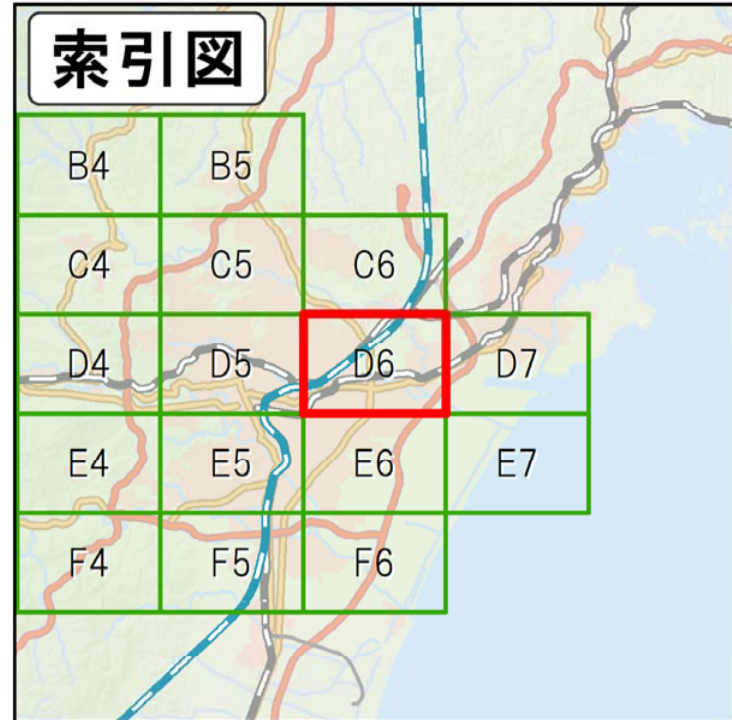 索引図
B4 B5
C4 C5 C6
D4 D5 D6 D7
E4 E5 E6 E7
F4 F5 F6